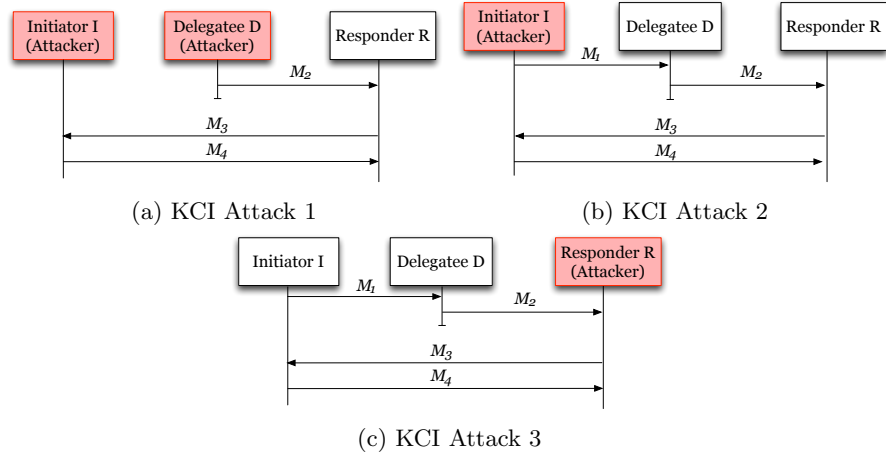 Initiator I
(Attacker)
Delegatee D
(Attacker)
Responder R
M2
M3
M4
(a) KCI Attack 1
Initiator I
(Attacker)
Delegatee D
Responder R
M1
M2
M3
M4
(b) KCI Attack 2
Initiator I
Delegatee D
Responder R
(Attacker)
M1
M2
M3
M4
(c) KCI Attack 3